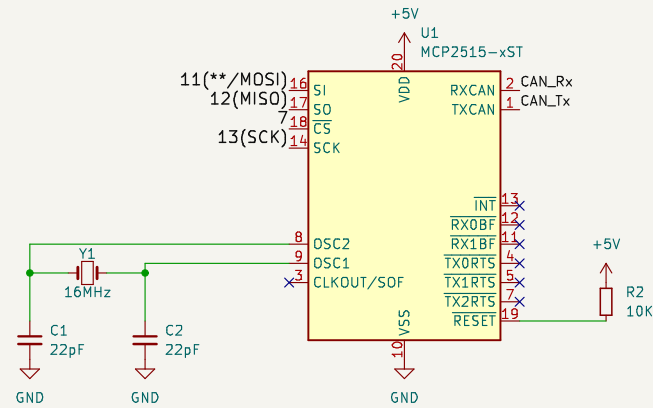 +5V
U1
MCP2515-xST
20
VDD
11(**/MOSI) 16 SI
12(MISO) 17 SO
7 18 CS
13(SCK) 14 SCK
RXCAN 2 CAN_Rx
TXCAN 1 CAN_Tx
INT 13
RX0BF 12
RX1BF 11
TX0RTS 4
TX1RTS 5
TX2RTS 7
RESET 19
8 OSC2
9 OSC1
3 CLKOUT/SOF
Y1
16MHz
C1
22pF
C2
22pF
VSS
10
+5V
R2
10K
GND
GND
GND